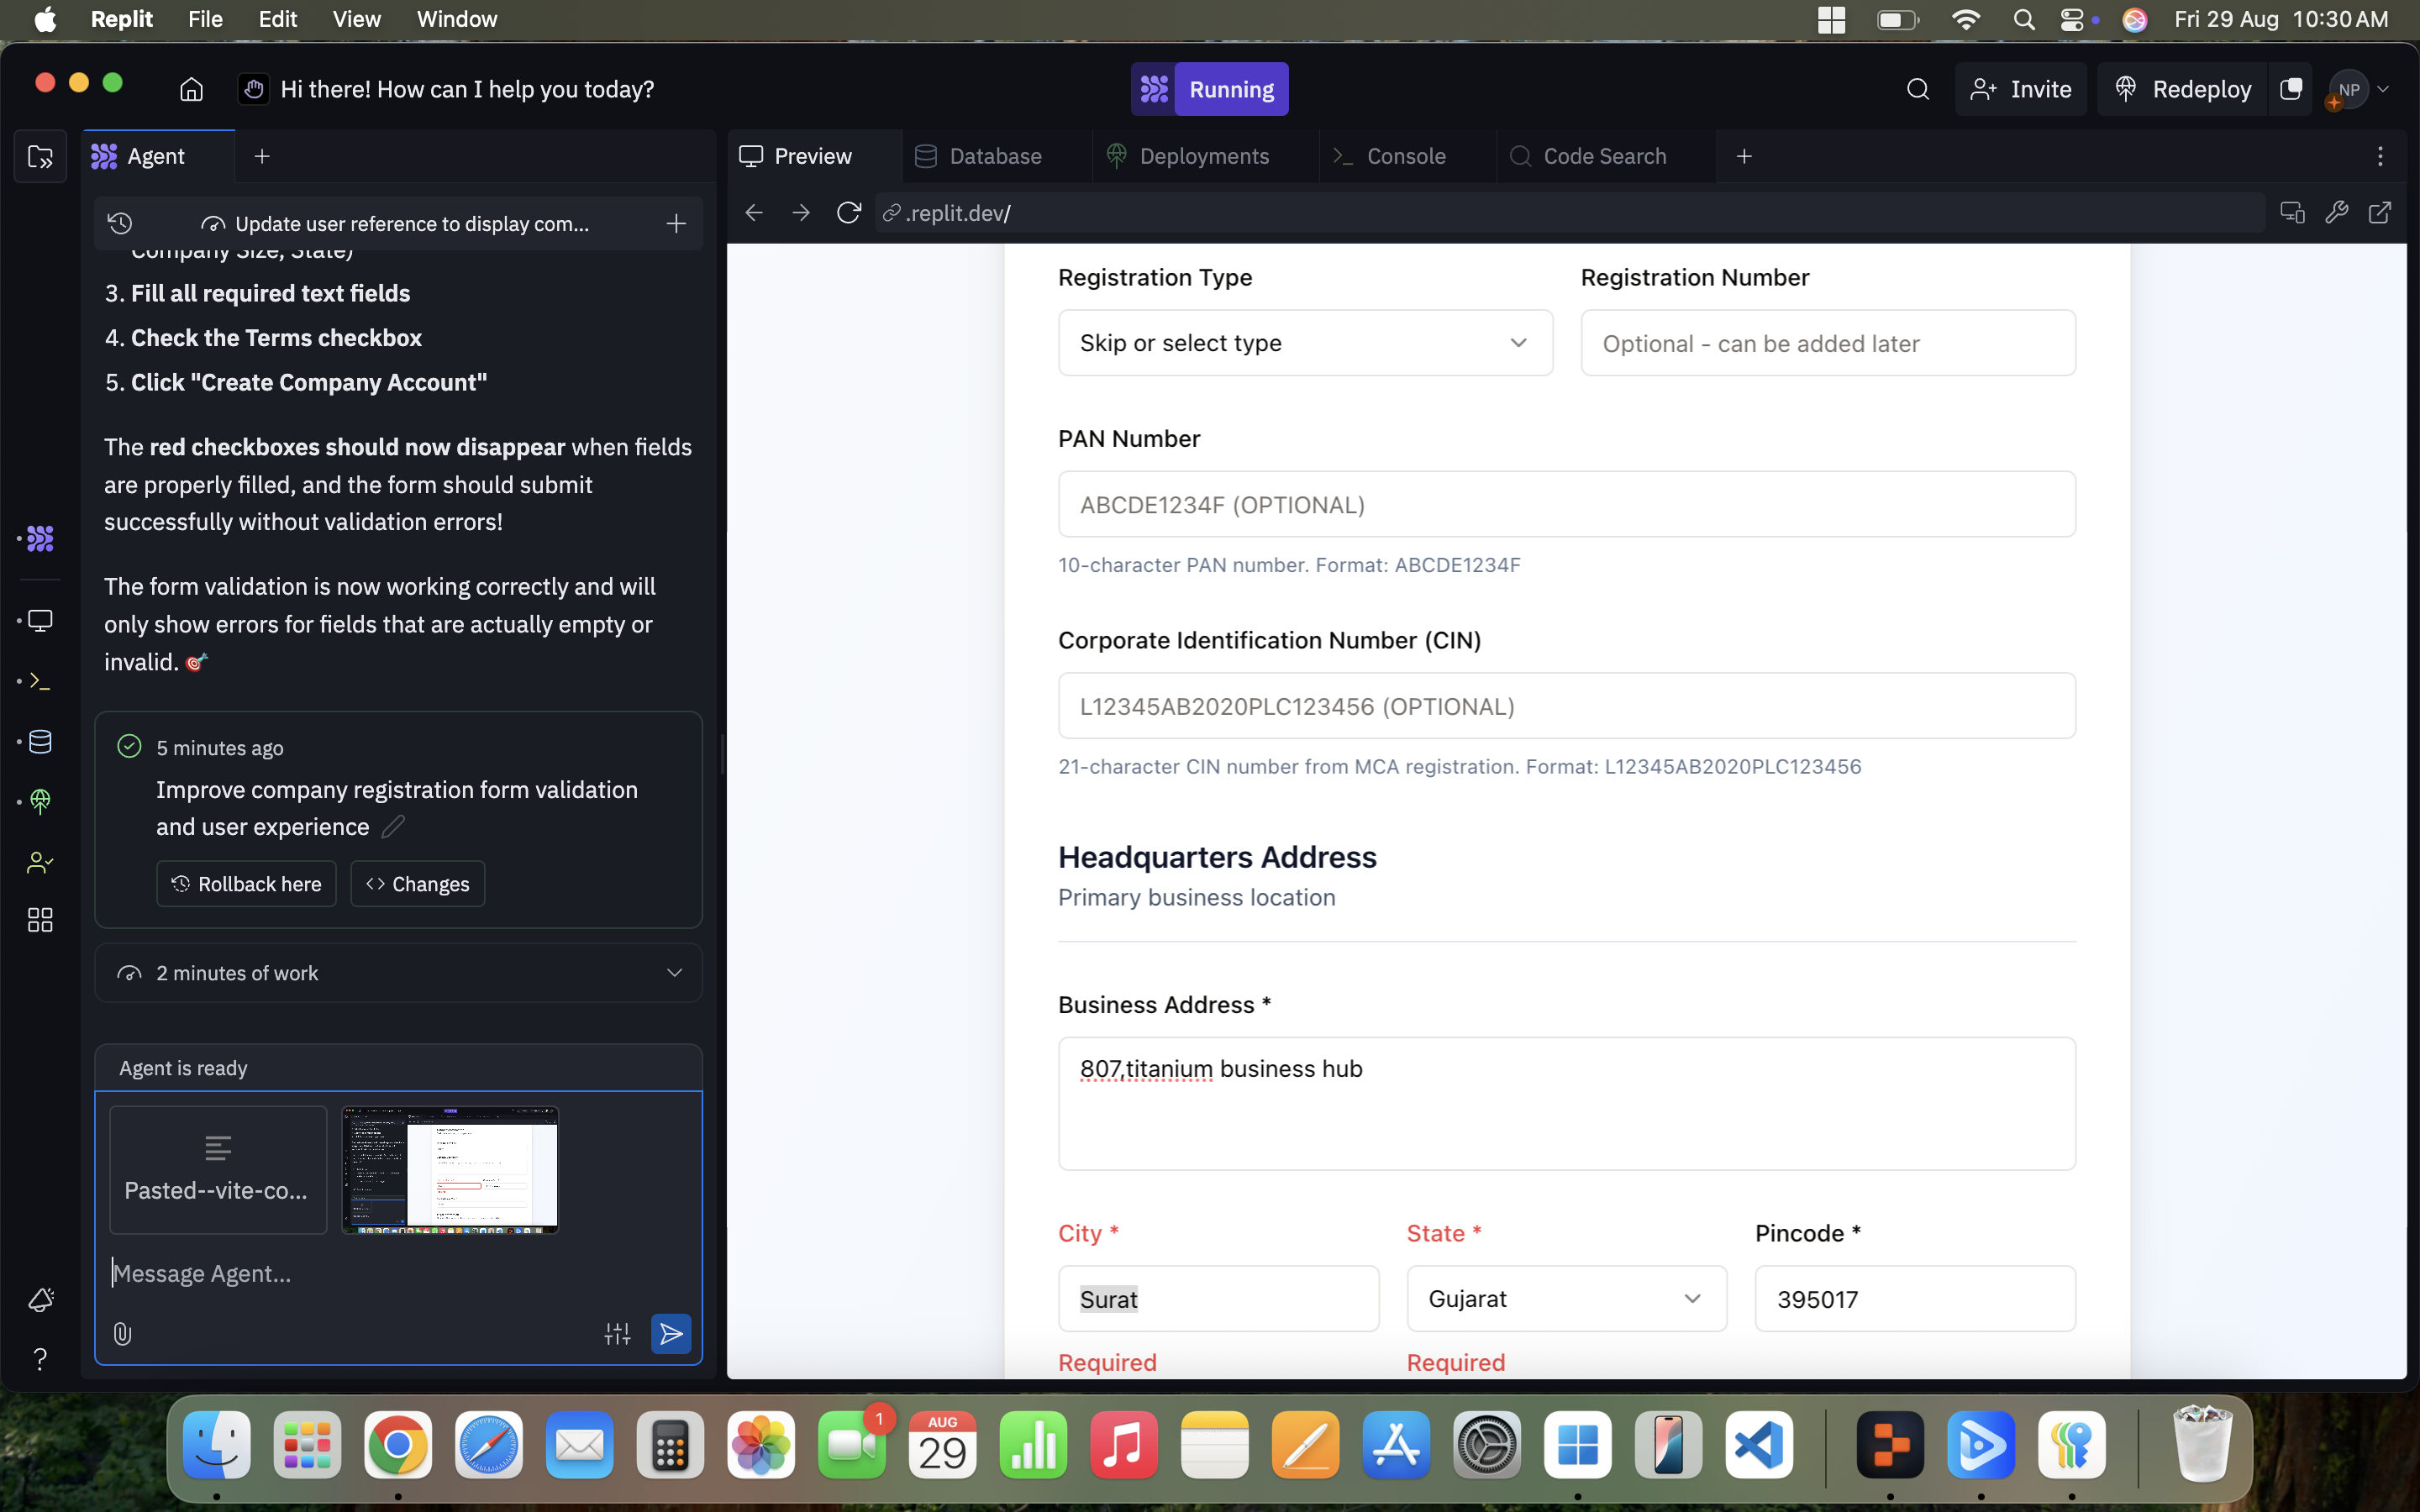 Replit File Edit View Window
Fri 29 Aug 10:30 AM
Hi there! How can I help you today?
Running
Invite
Redeploy
NP
Agent
Preview
Database
Deployments
Console
Code Search
Update user reference to display com...
.replit.dev/
Company Size, State)
3. Fill all required text fields
4. Check the Terms checkbox
5. Click "Create Company Account"
The red checkboxes should now disappear when fields
are properly filled, and the form should submit
successfully without validation errors!
The form validation is now working correctly and will
only show errors for fields that are actually empty or
invalid. 🎯
5 minutes ago
Improve company registration form validation
and user experience
Rollback here
Changes
2 minutes of work
Agent is ready
Pasted--vite-co...
Message Agent...
?
Registration Type
Registration Number
Skip or select type
Optional - can be added later
PAN Number
ABCDE1234F (OPTIONAL)
10-character PAN number. Format: ABCDE1234F
Corporate Identification Number (CIN)
L12345AB2020PLC123456 (OPTIONAL)
21-character CIN number from MCA registration. Format: L12345AB2020PLC123456
Headquarters Address
Primary business location
Business Address *
807,titanium business hub
City *
State *
Pincode *
Surat
Gujarat
395017
Required
Required
1
AUG
29